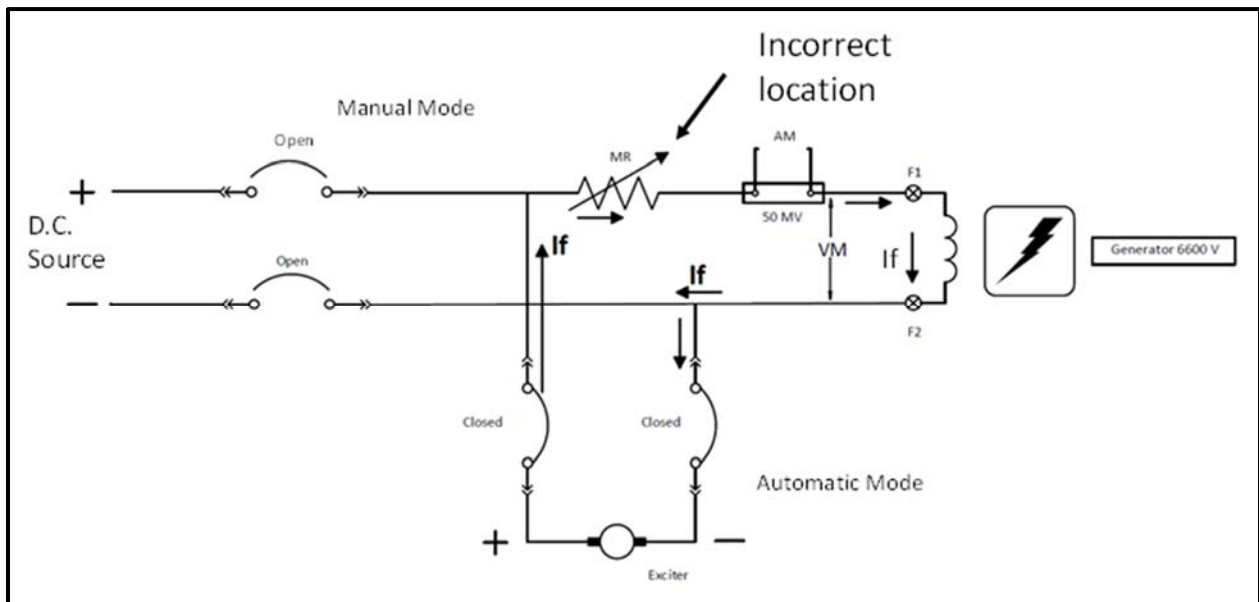 Incorrect
location
Manual Mode
Open
MR
AM
F1
+
D.C.
Source
50 MV
If
VM
If
Generator 6600 V
Open
If
−
F2
Closed
Closed
Automatic Mode
+
−
Exciter